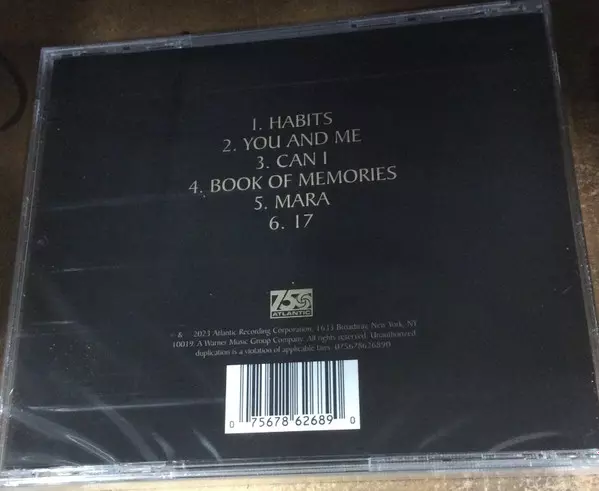 1. HABITS
2. YOU AND ME
3. CAN I
4. BOOK OF MEMORIES
5. MARA
6. 17
75
ATLANTIC
& 2023 Atlantic Recording Corporation, 1633 Broadway, New York, NY
10019. A Warner Music Group Company. All rights reserved. Unauthorized
duplication is a violation of applicable laws. 075678626890
0 75678 62689 0